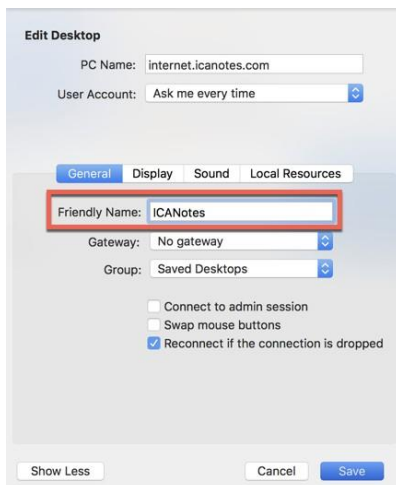 Edit Desktop
PC Name: internet.icanotes.com
User Account: Ask me every time
General Display Sound Local Resources
Friendly Name: ICANotes
Gateway: No gateway
Group: Saved Desktops
Connect to admin session
Swap mouse buttons
Reconnect if the connection is dropped
Show Less Cancel Save